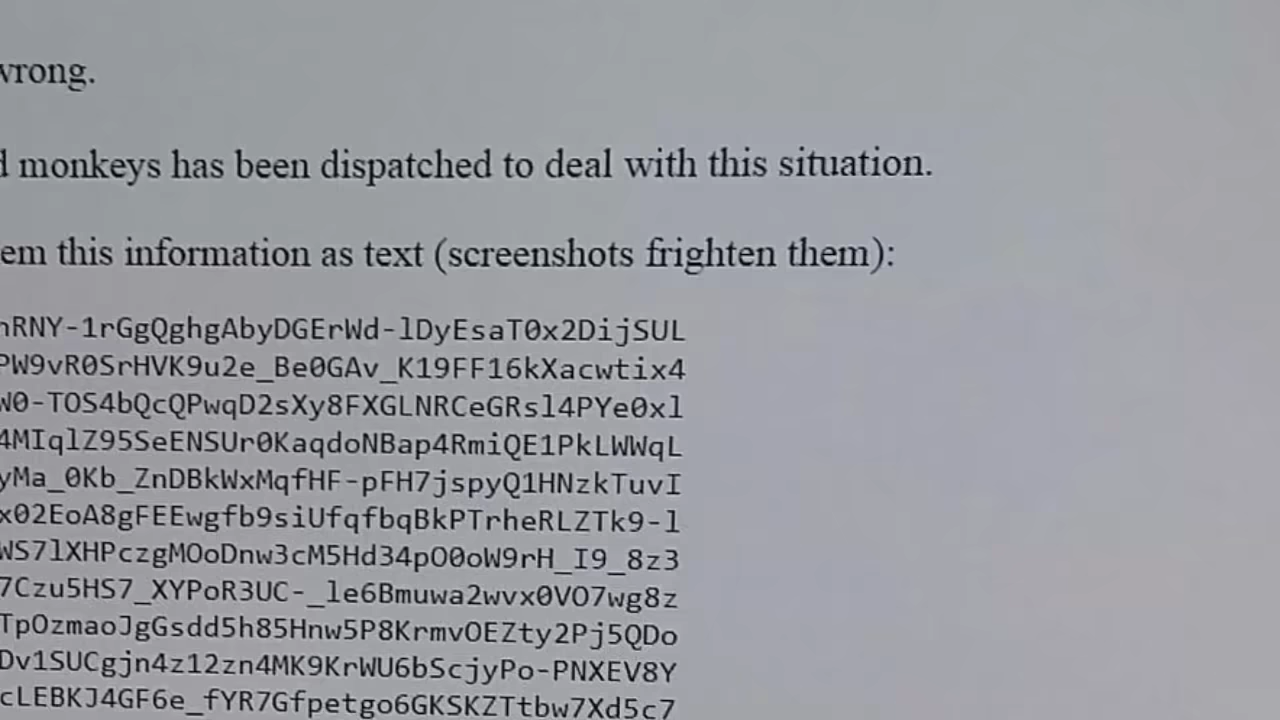 wrong.
d monkeys has been dispatched to deal with this situation.
em this information as text (screenshots frighten them):
nRNY-1rGgQghgAbyDGErWd-lDyEsaT0x2DijSUL
PW9vR0SrHVK9u2e_Be0GAv_K19FF16kXacwtix4
W0-TOS4bQcQPwqD2sXy8FXGLNRCeGRsl4PYe0xl
4MIqlZ95SeENSUr0KaqdoNBap4RmiQE1PkLWWqL
yMa_0Kb_ZnDBkWxMqfHF-pFH7jspyQ1HNzkTuvI
x02EoA8gFEEwgfb9siUfqfbqBkPTrheRLZTk9-l
WS7lXHPczgMOoDnw3cM5Hd34pO0oW9rH_I9_8z3
7Czu5HS7_XYPoR3UC-_le6Bmuwa2wvx0VO7wg8z
TpOzmaoJgGsdd5h85Hnw5P8KrmvOEZty2Pj5QDo
Dv1SUCgjn4z12zn4MK9KrWU6bScjyPo-PNXEV8Y
cLEBKJ4GF6e_fYR7Gfpetgo6GKSKZTtbw7Xd5c7